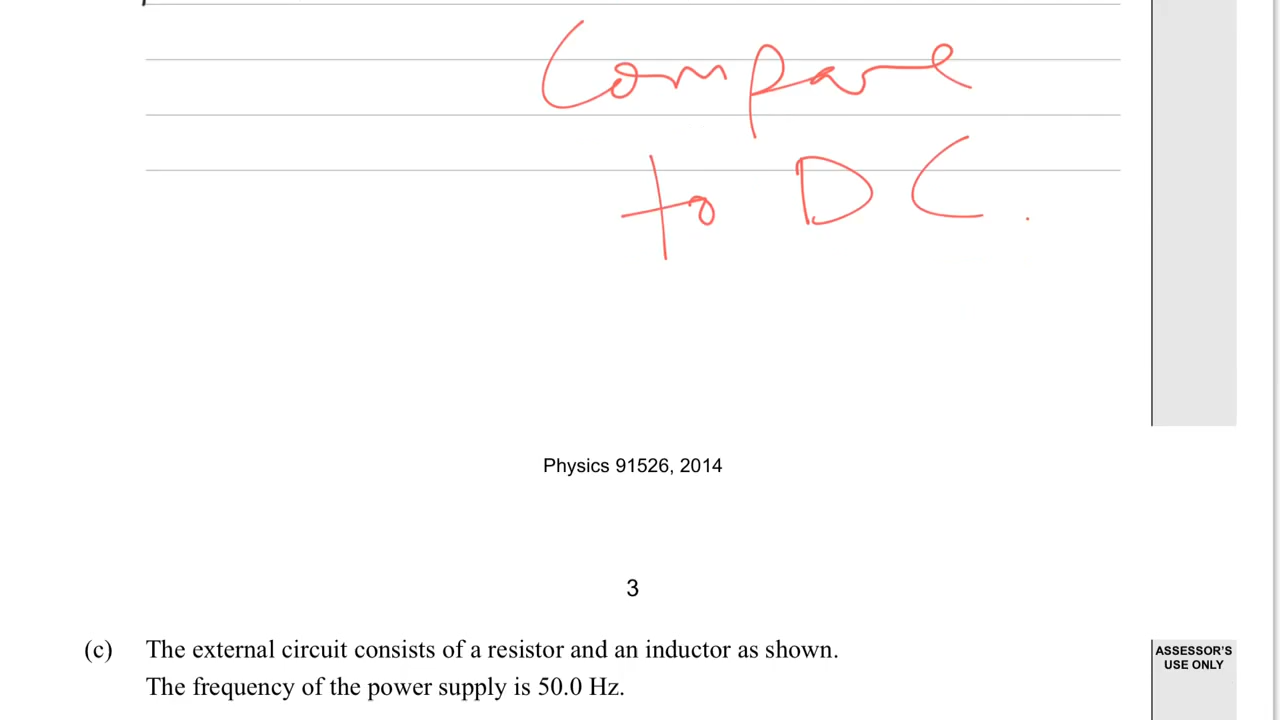 Compare
to DC.
Physics 91526, 2014
3
(c) The external circuit consists of a resistor and an inductor as shown.
The frequency of the power supply is 50.0 Hz.
ASSESSOR'S
USE ONLY